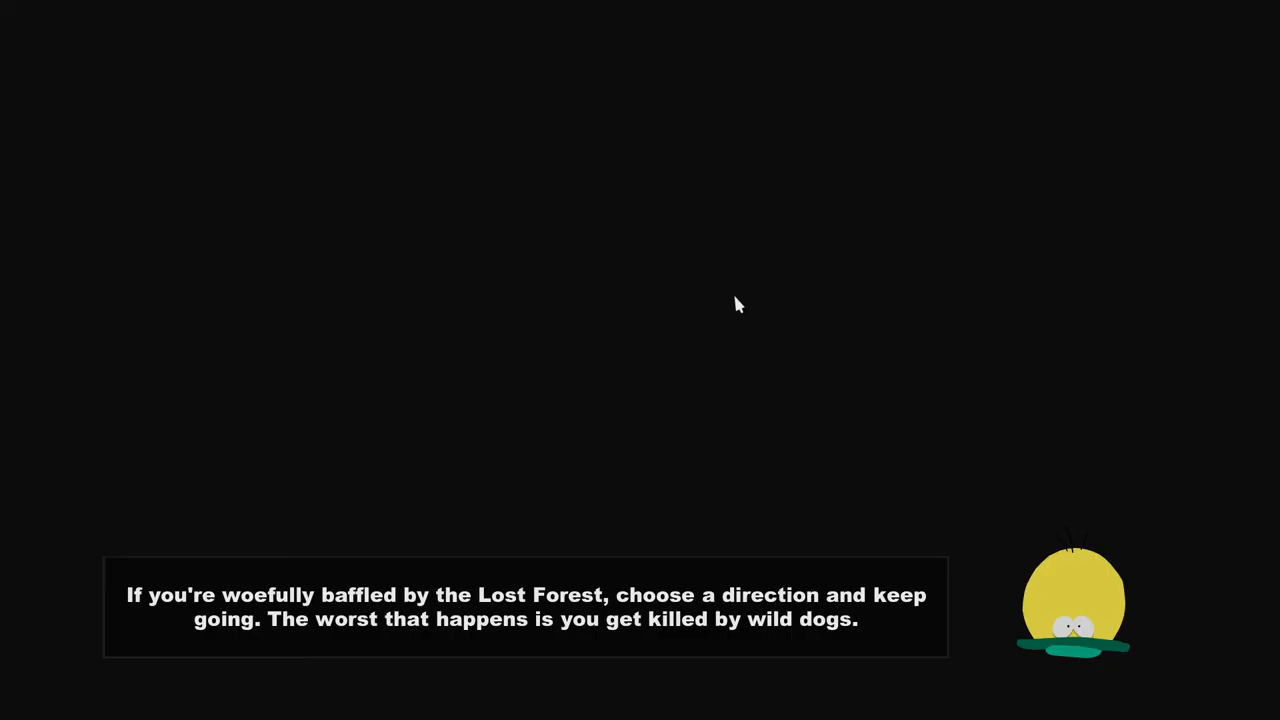 If you're woefully baffled by the Lost Forest, choose a direction and keep
going. The worst that happens is you get killed by wild dogs.